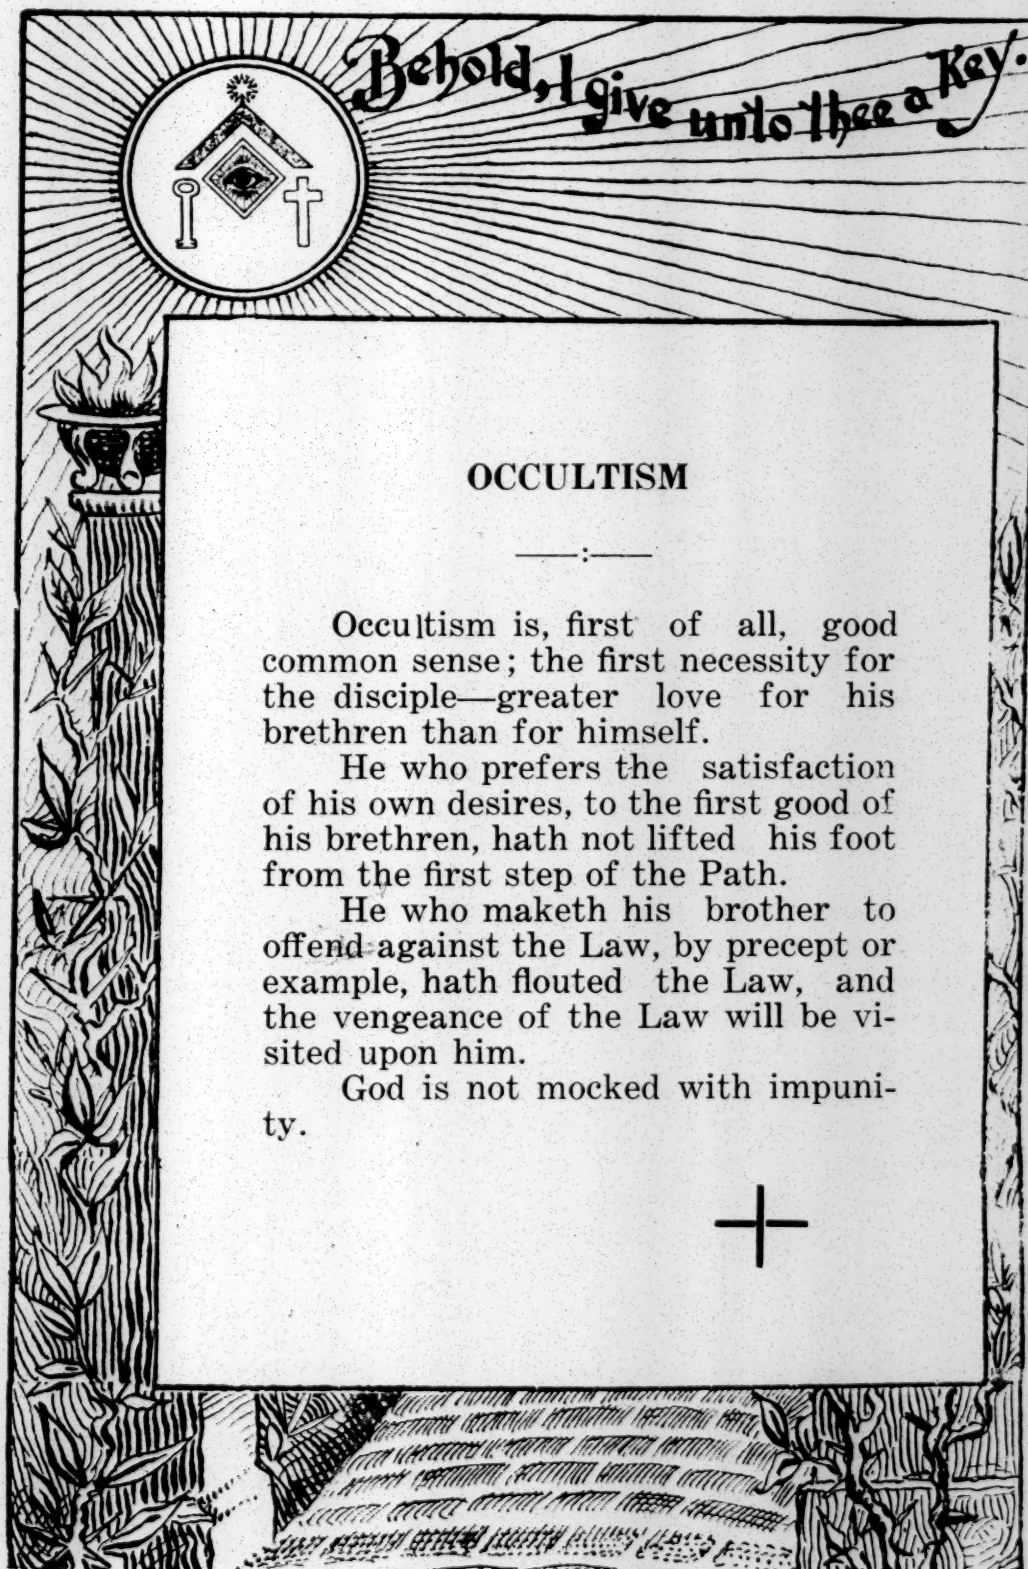 Behold, I give unto thee a Key.
OCCULTISM
Occultism is, first of all, good
common sense; the first necessity for
the disciple—greater love for his
brethren than for himself.
He who prefers the satisfaction
of his own desires, to the first good of
his brethren, hath not lifted his foot
from the first step of the Path.
He who maketh his brother to
offend against the Law, by precept or
example, hath flouted the Law, and
the vengeance of the Law will be vi-
sited upon him.
God is not mocked with impuni-
ty.